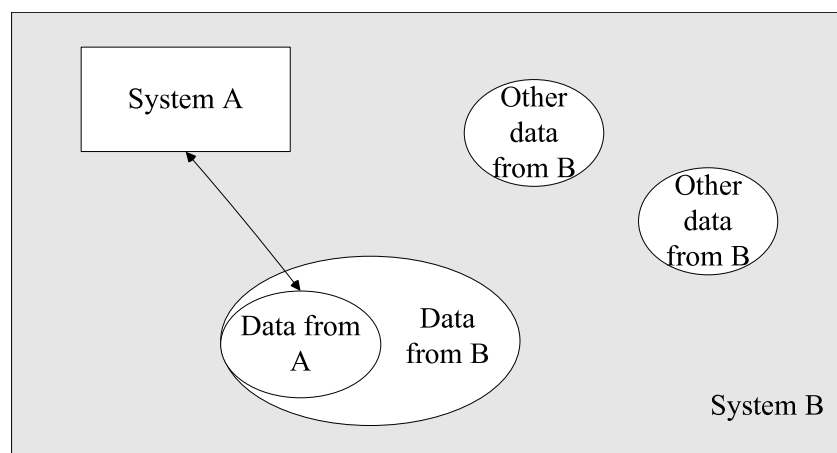 System A
Other
data
from B
Other
data
from B
Data from
A
Data
from B
System B